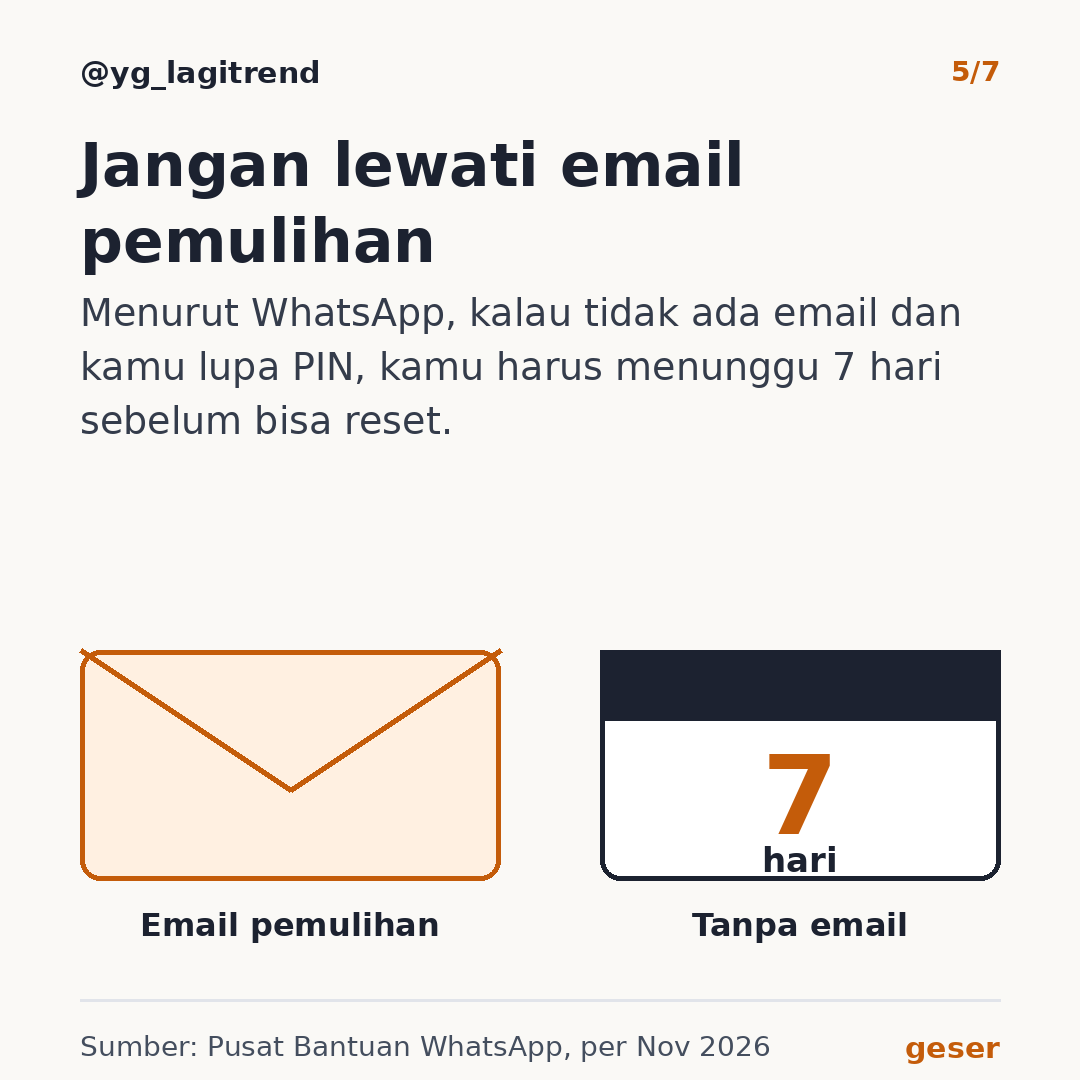 @yg_lagitrend
5/7
Jangan lewati email
pemulihan
Menurut WhatsApp, kalau tidak ada email dan
kamu lupa PIN, kamu harus menunggu 7 hari
sebelum bisa reset.
7
hari
Email pemulihan
Tanpa email
Sumber: Pusat Bantuan WhatsApp, per Nov 2026
geser